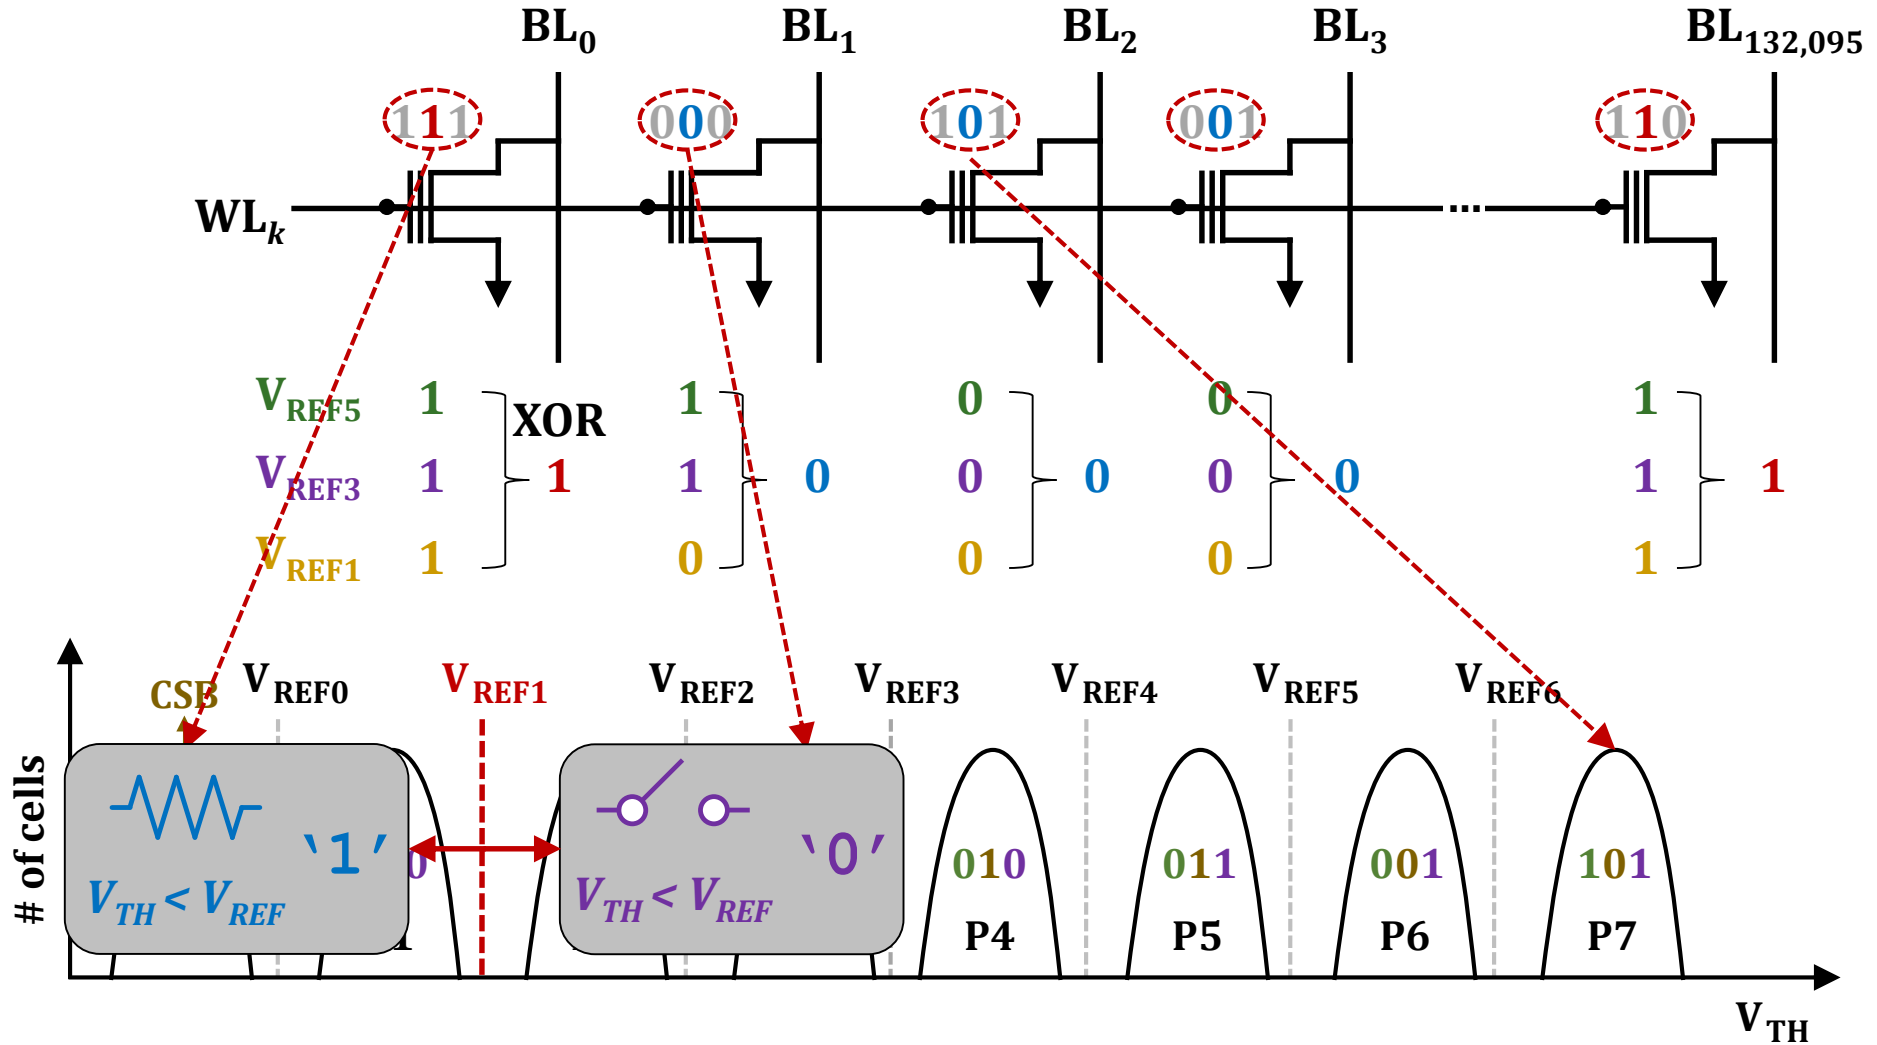 BL0 BL1 BL2 BL3 BL132,095
111 000 101 001 110
WLk ...
VREF5 1 1 0 0 1
XOR
VREF3 1 1 1 0 0 0 0 0 1 1
VREF1 1 0 0 0 1
CSB VREF0 VREF1 VREF2 VREF3 VREF4 VREF5 VREF6
# of cells
‘1’ 0 ‘0’ 010 011 001 101
VTH < VREF VTH < VREF
P4 P5 P6 P7
VTH